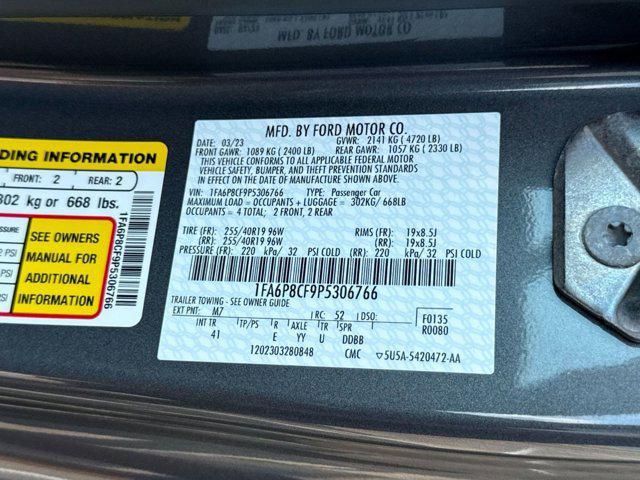 MFD. BY FORD MOTOR CO.
DATE: 03/23 GVWR: 2141 KG ( 4720 LB)
FRONT GAWR: 1089 KG ( 2400 LB) REAR GAWR: 1057 KG ( 2330 LB)
THIS VEHICLE CONFORMS TO ALL APPLICABLE FEDERAL MOTOR
VEHICLE SAFETY, BUMPER, AND THEFT PREVENTION STANDARDS
IN EFFECT ON THE DATE OF MANUFACTURE SHOWN ABOVE.
VIN: 1FA6P8CF9P5306766 TYPE: Passenger Car
MAXIMUM LOAD = OCCUPANTS + LUGGAGE = 302KG/ 668LB
OCCUPANTS = 4 TOTAL; 2 FRONT, 2 REAR
TIRE (FR): 255/40R19 96W RIMS (FR): 19x8.5J
(RR): 255/40R19 96W (RR): 19x8.5J
PRESSURE (FR): 220 kPa/ 32 PSI COLD (RR): 220 kPa/ 32 PSI COLD
1FA6P8CF9P5306766
TRAILER TOWING - SEE OWNER GUIDE
EXT PNT: M7 RC: 52 DSO: F0135
R0080
INT TR R AXLE TR SPR
41 E YY U DDBB
1202303280848 CMC 5U5A-5420472-AA
DING INFORMATION
FRONT: 2 REAR: 2
302 kg or 668 lbs.
SEE OWNERS
MANUAL FOR
ADDITIONAL
INFORMATION
1FA6P8CF9P5306766
MFD. BY FORD MOTOR CO.